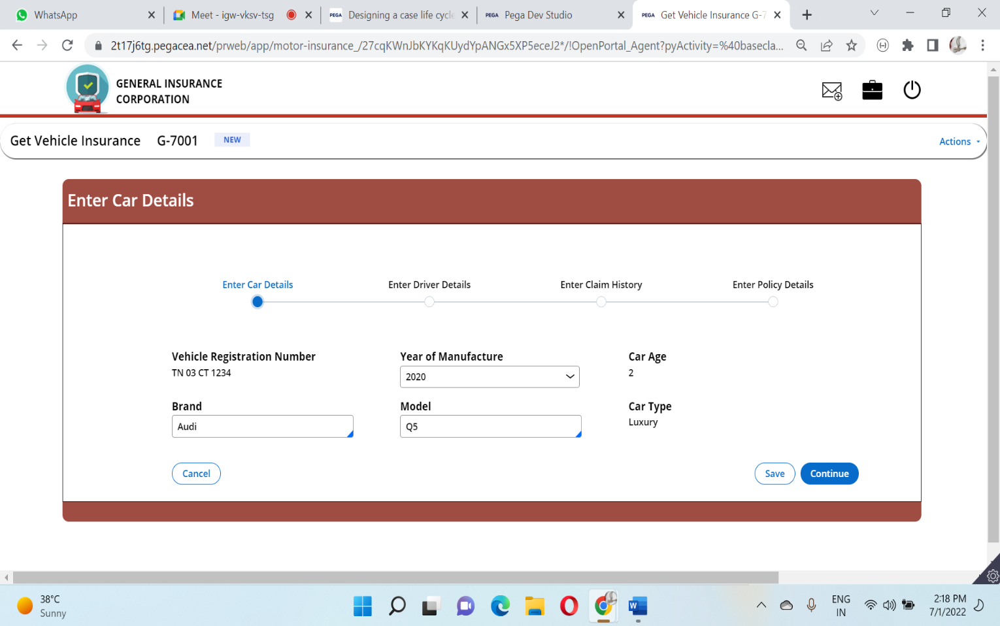 WhatsApp
Meet - igw-vksv-tsg
PEGA Designing a case life cycle
PEGA Pega Dev Studio
PEGA Get Vehicle Insurance G-7
2t17j6tg.pegacea.net/prweb/app/motor-insurance_/27cqKWnJbKYKqKUydYpANGx5XP5eceJ2*/!OpenPortal_Agent?pyActivity=%40basecla...
GENERAL INSURANCE
CORPORATION
Get Vehicle Insurance G-7001 NEW
Actions
Enter Car Details
Enter Car Details Enter Driver Details Enter Claim History Enter Policy Details
Vehicle Registration Number Year of Manufacture Car Age
TN 03 CT 1234 2020 2
Brand Model Car Type
Audi Q5 Luxury
Cancel Save Continue
38°C
Sunny
W
ENG
IN
2:18 PM
7/1/2022